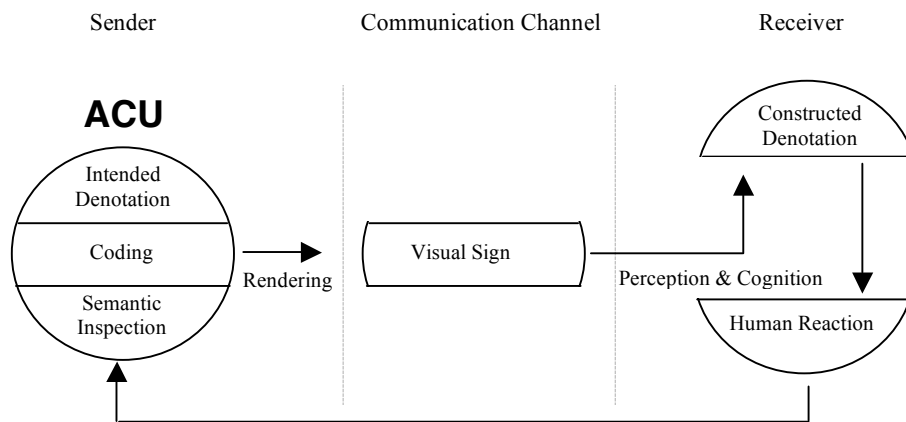 Sender
Communication Channel
Receiver
ACU
Intended
Denotation
Coding
Semantic
Inspection
Rendering
Visual Sign
Perception & Cognition
Constructed
Denotation
Human Reaction